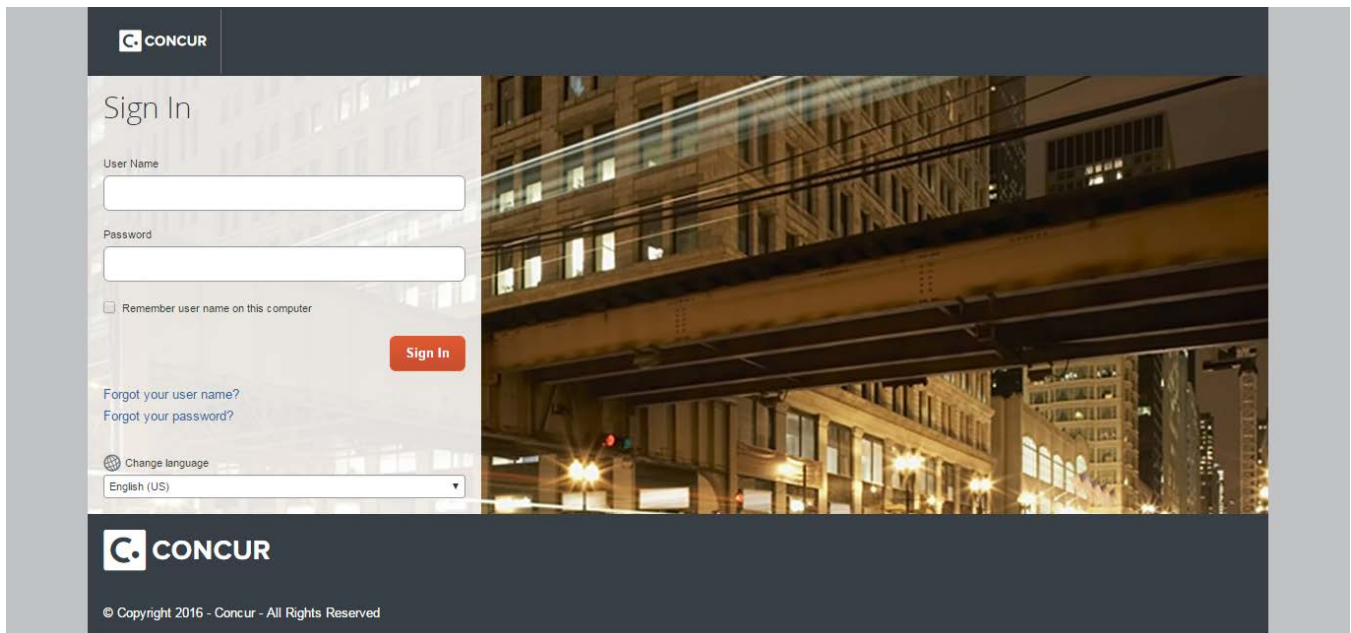 C. CONCUR
Sign In
User Name
Password
Remember user name on this computer
Sign In
Forgot your user name?
Forgot your password?
Change language
English (US)
C. CONCUR
© Copyright 2016 - Concur - All Rights Reserved